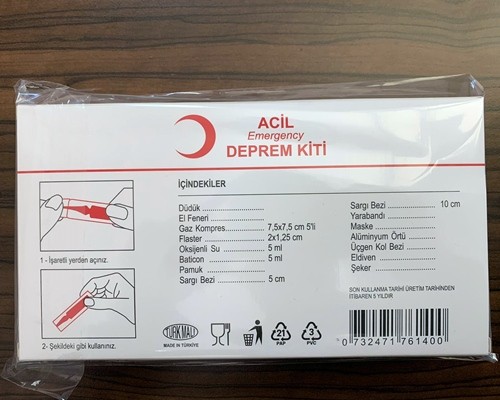 ACİL
Emergency
DEPREM KİTİ
İÇİNDEKİLER
Düdük
El Feneri
Gaz Kompres 7,5x7,5 cm 5'li
Flaster 2x1,25 cm
Oksijenli Su 5 ml
Baticon 5 ml
Pamuk
Sargı Bezi 5 cm
Sargı Bezi 10 cm
Yarabandı
Maske
Alüminyum Örtü
Üçgen Kol Bezi
Eldiven
Şeker
SON KULLANMA TARİHİ ÜRETİM TARİHİNDEN
İTİBAREN 5 YILDIR
1 - İşaretli yerden açınız.
2- Şekildeki gibi kullanınız.
TÜRK MALI
MADE IN TÜRKİYE
21
PAP
3
PVC
0 732471 761400